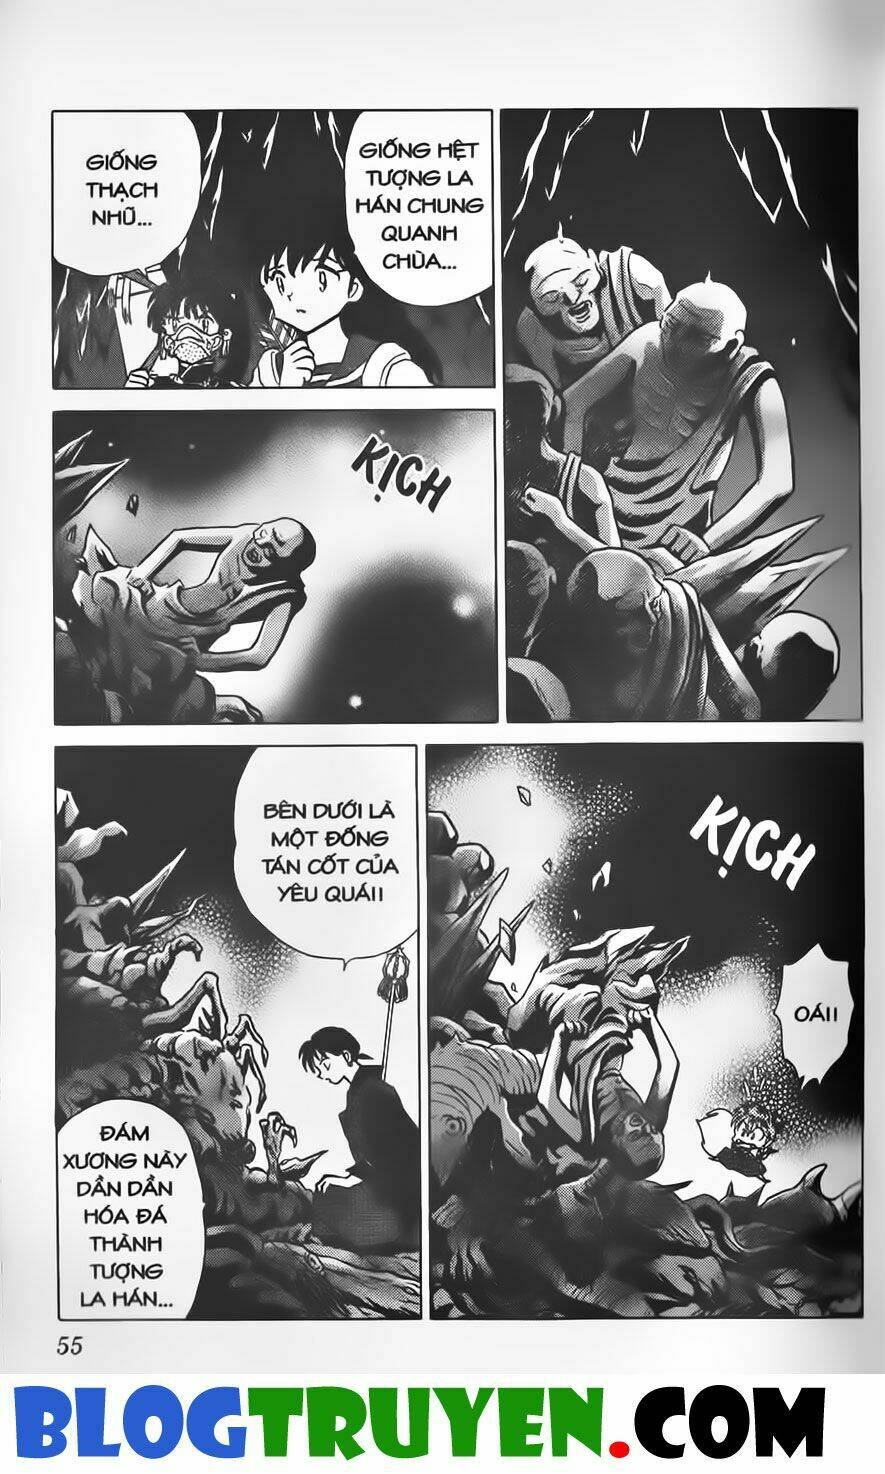 GIỐNG HỆT
TƯỢNG LA
HÁN CHUNG
QUANH
CHÙA...
GIỐNG
THẠCH
NHŨ...
KỊCH
KỊCH
OÁI!
BÊN DƯỚI LÀ
MỘT ĐỐNG
TÁN CỐT CỦA
YÊU QUÁI!
ĐÁM
XƯƠNG NÀY
DẦN DẦN
HÓA ĐÁ
THÀNH
TƯỢNG
LA HÁN...
55
BLOGTRUYEN.COM